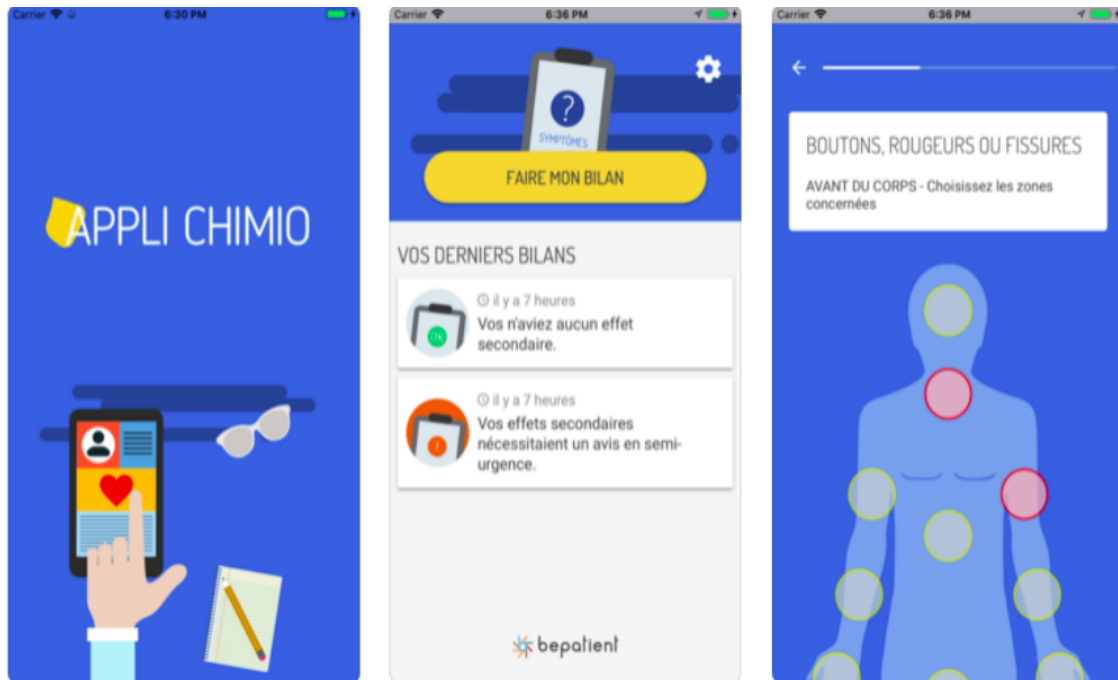 Carrier 6:30 PM
APPLI CHIMIO
Carrier 6:36 PM
?
SYMPTÔMES
FAIRE MON BILAN
VOS DERNIERS BILANS
il y a 7 heures
Vos n'aviez aucun effet
secondaire.
OK
il y a 7 heures
Vos effets secondaires
nécessitaient un avis en semi-
urgence.
!
bepatient
Carrier 6:36 PM
BOUTONS, ROUGEURS OU FISSURES
AVANT DU CORPS - Choisissez les zones
concernées